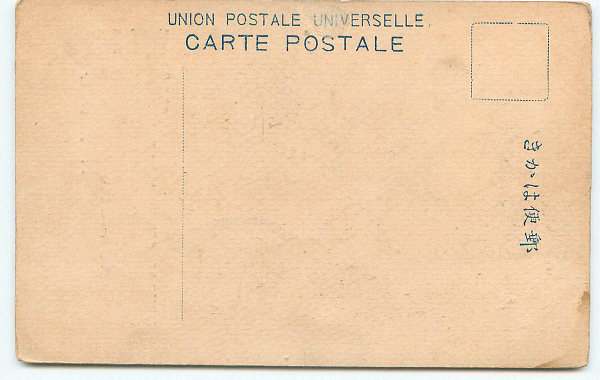 UNION POSTALE UNIVERSELLE.
CARTE POSTALE
郵便はかき